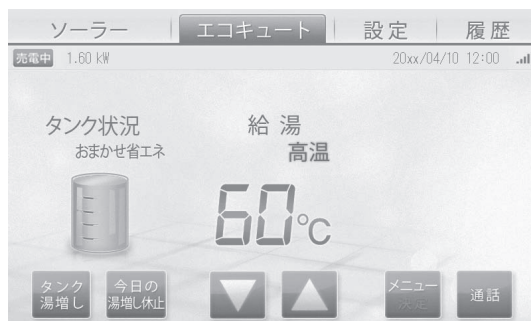 ソーラー エコキュート 設定 履歴
売電中 1.60 kW 20xx/04/10 12:00
タンク状況 給湯
おまかせ省エネ 高温
60℃
タンク 今日の メニュー 通話
湯増し 湯増し休止 決定